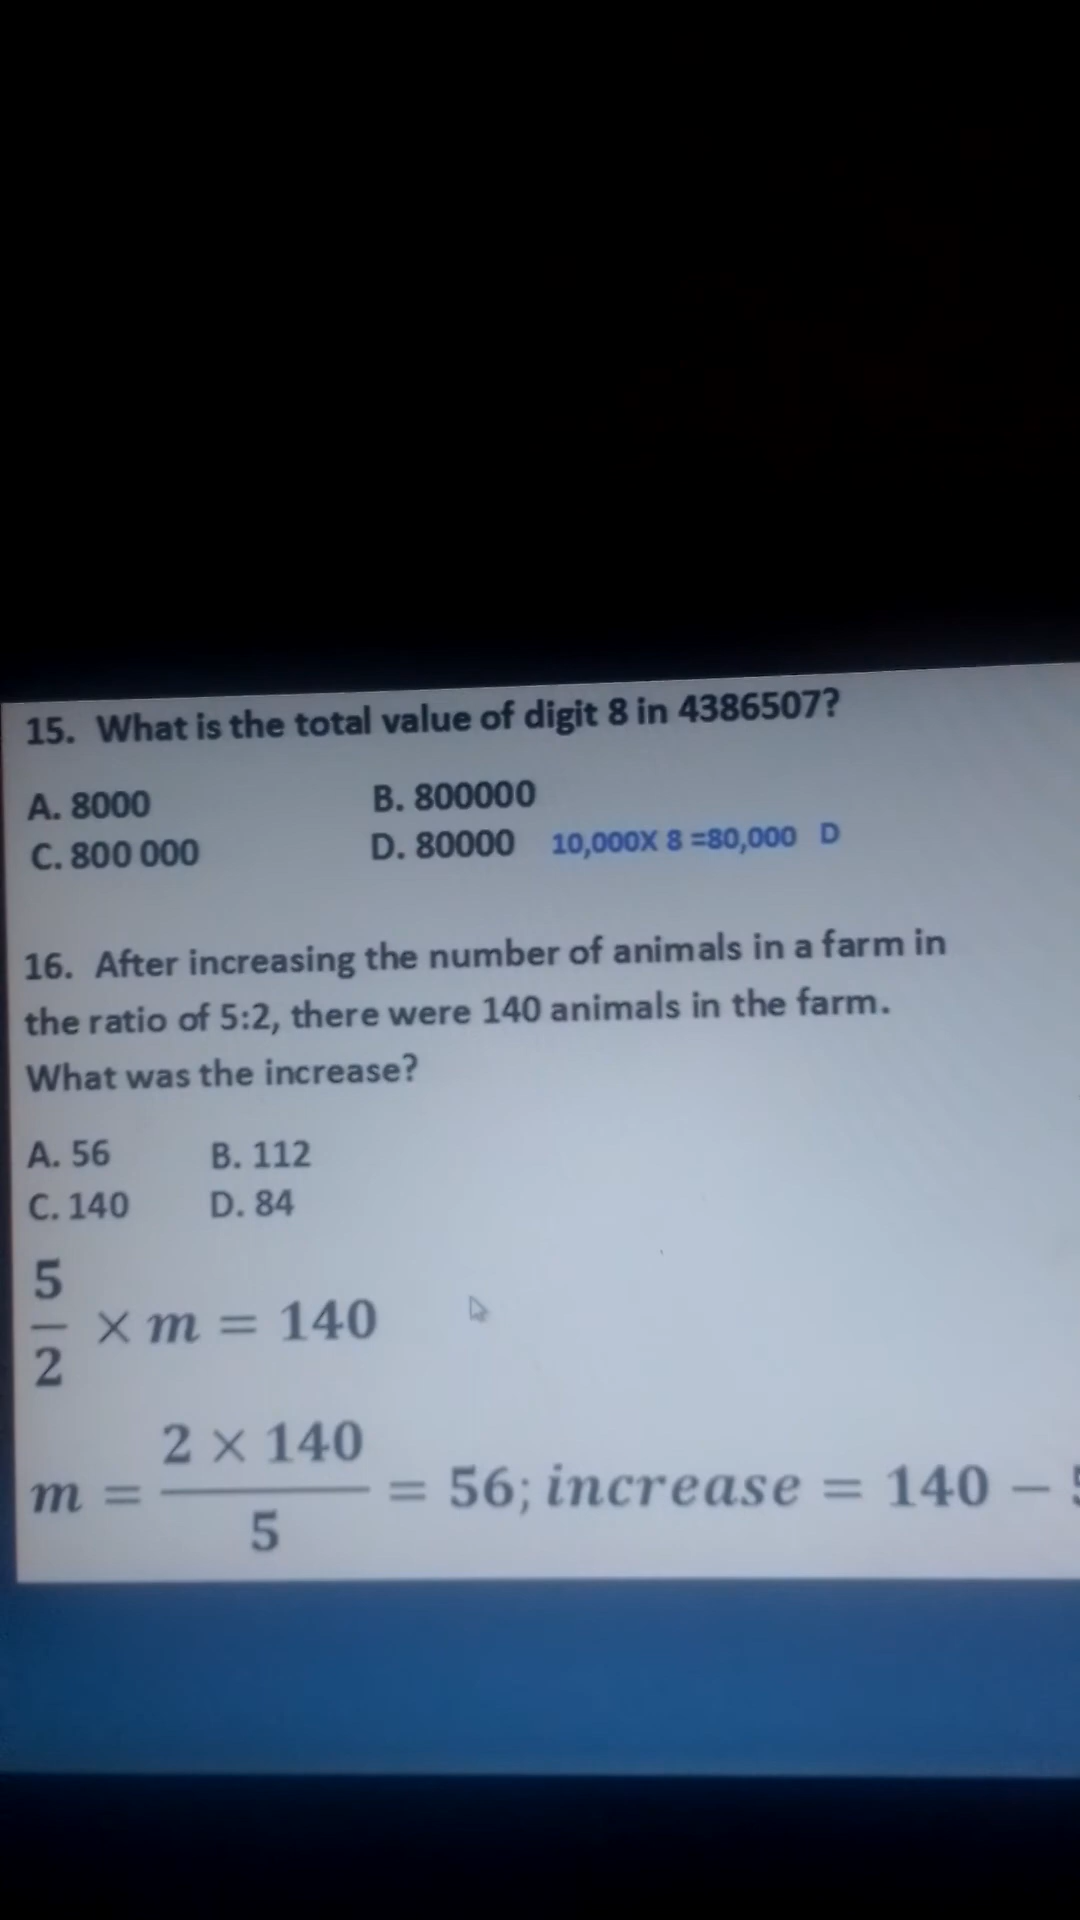 15. What is the total value of digit 8 in 4386507?
A. 8000 B. 800000
C. 800 000 D. 80000 10,000X 8 =80,000 D
16. After increasing the number of animals in a farm in
the ratio of 5:2, there were 140 animals in the farm.
What was the increase?
A. 56 B. 112
C. 140 D. 84
5/2 × m = 140
m = 2 × 140 / 5 = 56; increase = 140 −